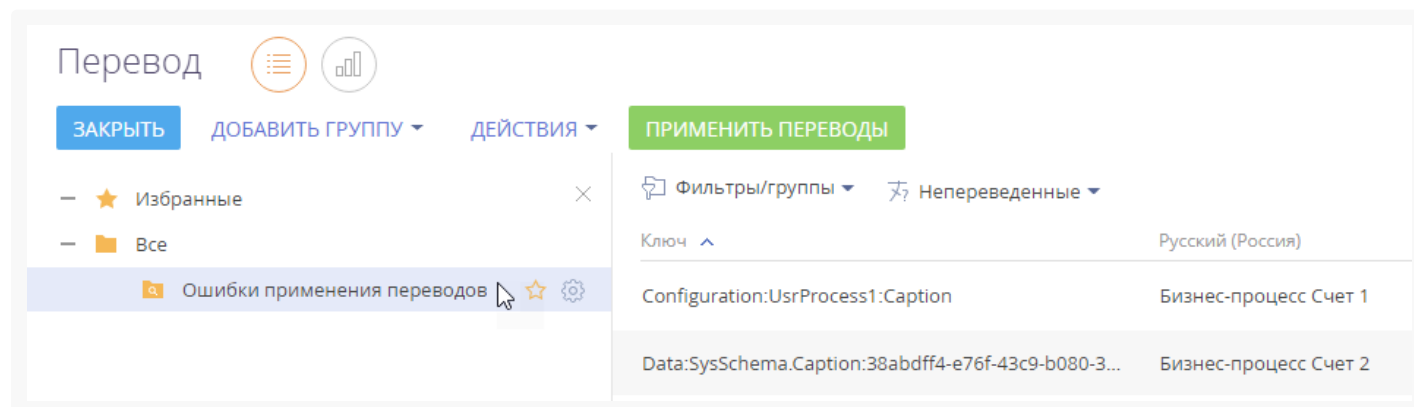 Перевод
ЗАКРЫТЬ ДОБАВИТЬ ГРУППУ ДЕЙСТВИЯ ПРИМЕНИТЬ ПЕРЕВОДЫ
Избранные
Все
Ошибки применения переводов
Фильтры/группы Непереведенные
Ключ Русский (Россия)
Configuration:UsrProcess1:Caption Бизнес-процесс Счет 1
Data:SysSchema.Caption:38abdff4-e76f-43c9-b080-3... Бизнес-процесс Счет 2